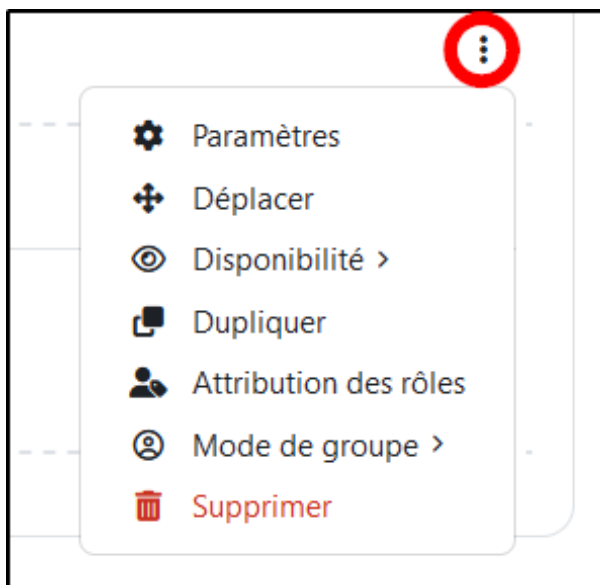 Paramètres
Déplacer
Disponibilité >
Dupliquer
Attribution des rôles
Mode de groupe >
Supprimer